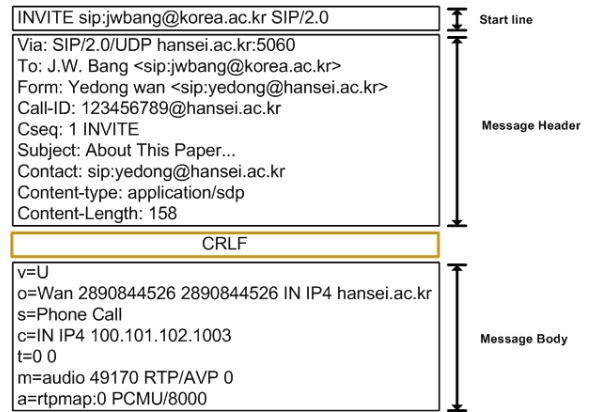 INVITE sip:jwbang@korea.ac.kr SIP/2.0
Start line
Via: SIP/2.0/UDP hansei.ac.kr:5060
To: J.W. Bang <sip:jwbang@korea.ac.kr>
Form: Yedong wan <sip:yedong@hansei.ac.kr>
Call-ID: 123456789@hansei.ac.kr
Cseq: 1 INVITE
Subject: About This Paper...
Contact: sip:yedong@hansei.ac.kr
Content-type: application/sdp
Content-Length: 158
Message Header
CRLF
v=U
o=Wan 2890844526 2890844526 IN IP4 hansei.ac.kr
s=Phone Call
c=IN IP4 100.101.102.1003
t=0 0
m=audio 49170 RTP/AVP 0
a=rtpmap:0 PCMU/8000
Message Body